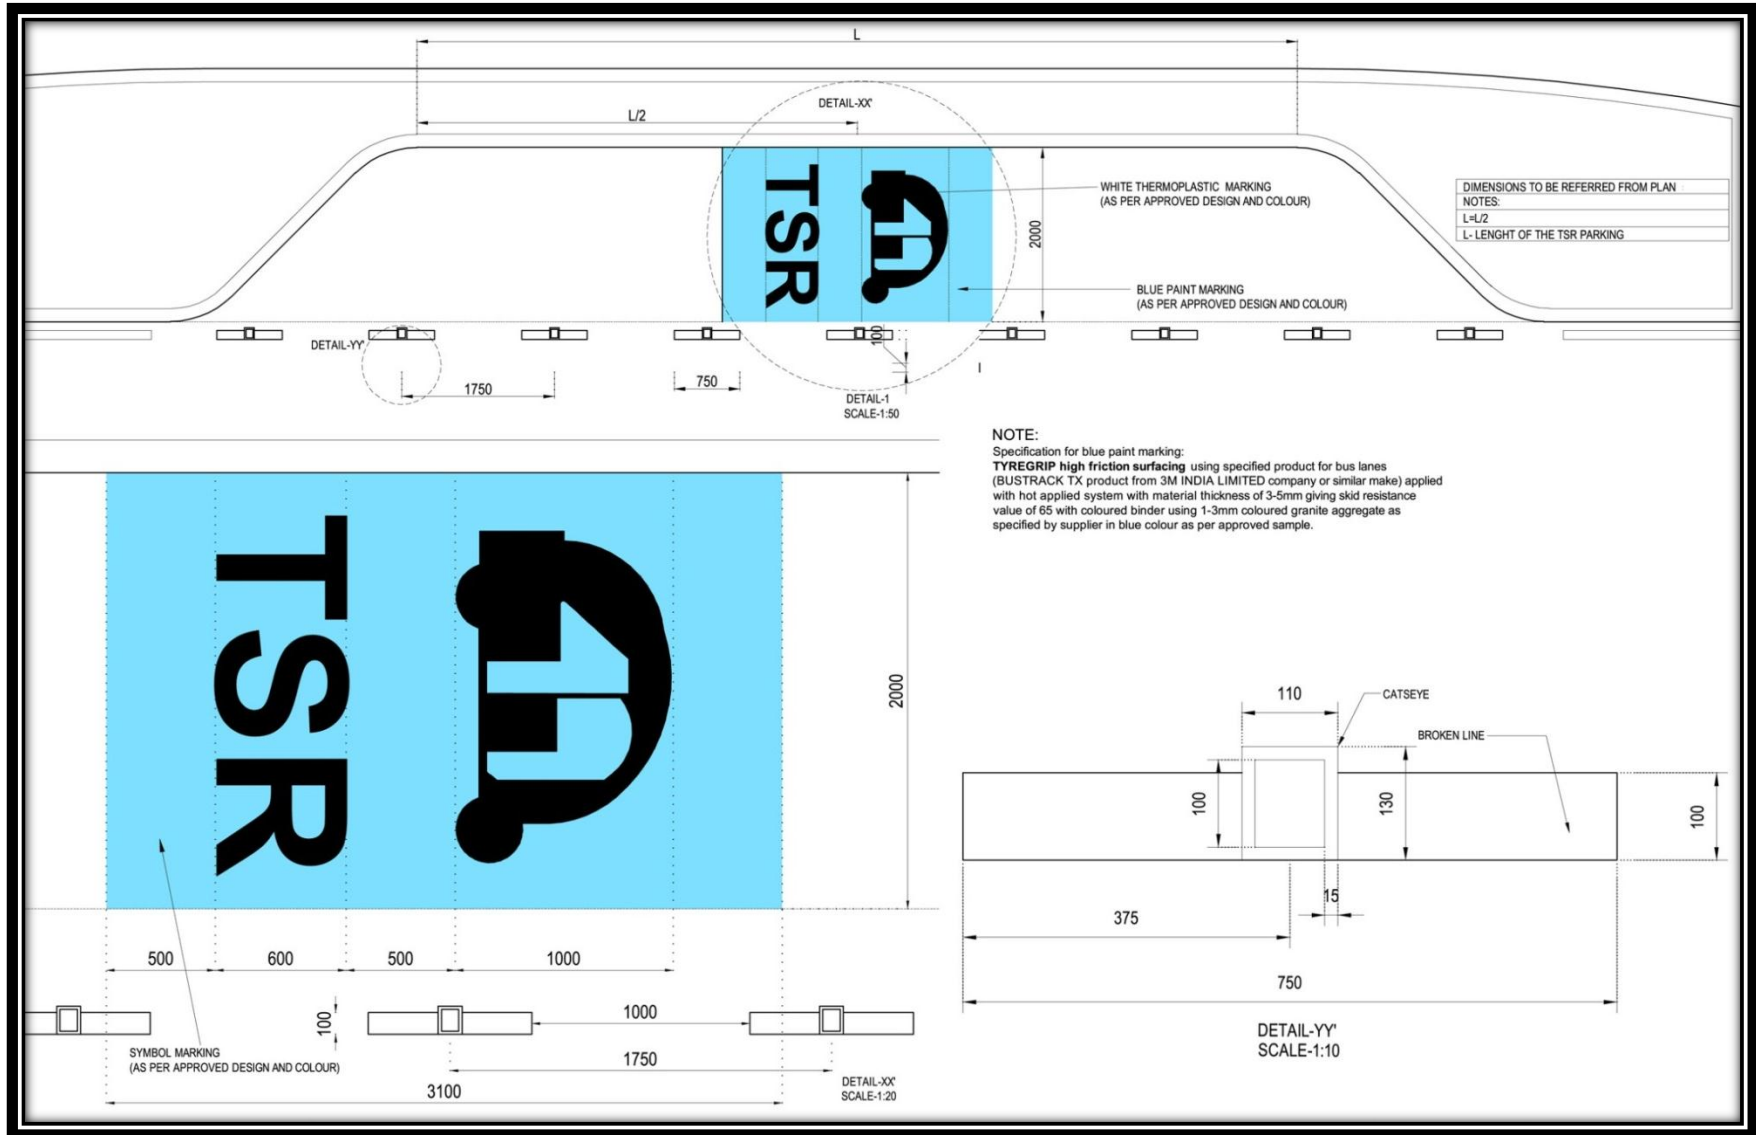 L
DETAIL-XX'
L/2
TSR
WHITE THERMOPLASTIC MARKING
(AS PER APPROVED DESIGN AND COLOUR)
2000
DIMENSIONS TO BE REFERRED FROM PLAN
NOTES:
L=L/2
L- LENGHT OF THE TSR PARKING
BLUE PAINT MARKING
(AS PER APPROVED DESIGN AND COLOUR)
DETAIL-YY'
100
1750
750
DETAIL-1
SCALE-1:50
NOTE:
Specification for blue paint marking:
TYREGRIP high friction surfacing using specified product for bus lanes
(BUSTRACK TX product from 3M INDIA LIMITED company or similar make) applied
with hot applied system with material thickness of 3-5mm giving skid resistance
value of 65 with coloured binder using 1-3mm coloured granite aggregate as
specified by supplier in blue colour as per approved sample.
TSR
2000
500 600 500 1000
100
1000
1750
SYMBOL MARKING
(AS PER APPROVED DESIGN AND COLOUR)
3100
DETAIL-XX'
SCALE-1:20
110
CATSEYE
BROKEN LINE
100
130
100
15
375
750
DETAIL-YY'
SCALE-1:10